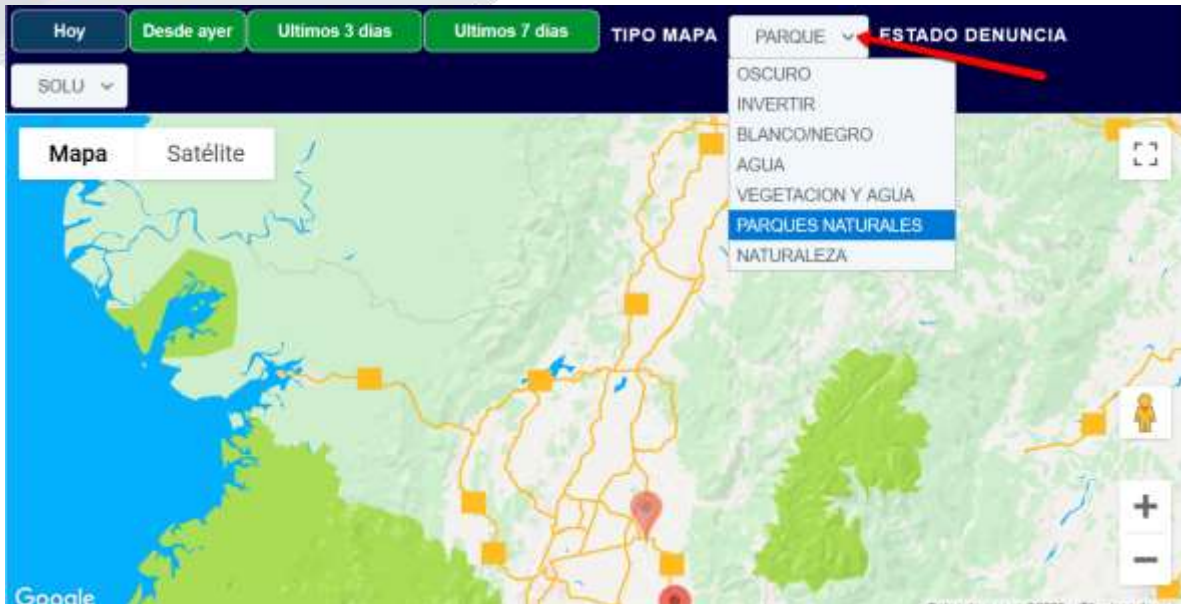 Hoy Desde ayer Ultimos 3 dias Ultimos 7 dias TIPO MAPA PARQUE ESTADO DENUNCIA
SOLU
OSCURO
INVERTIR
BLANCO/NEGRO
AGUA
VEGETACION Y AGUA
PARQUES NATURALES
NATURALEZA
Mapa Satélite
Google